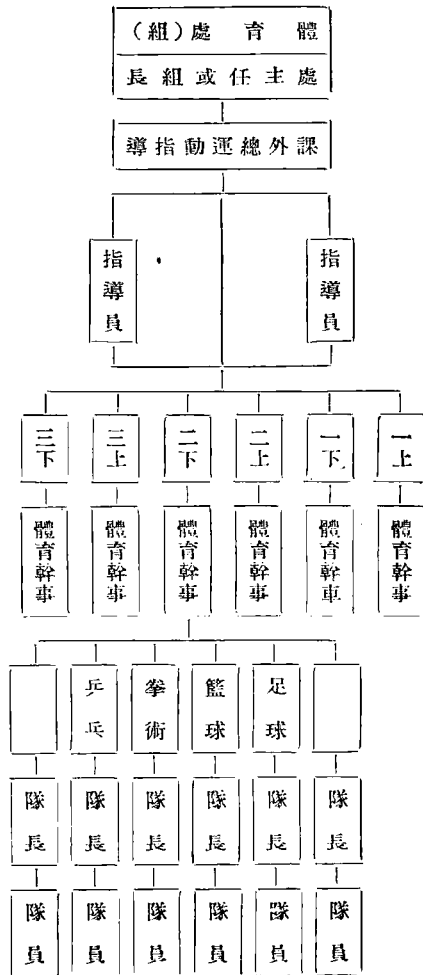 體育處（組）
處主任或組長
課外總運動指導
指導員
指導員
一上
一下
二上
二下
三上
三下
體育幹事
體育幹車
體育幹事
體育幹事
體育幹事
體育幹事
足球
籃球
拳術
乒乓
隊長
隊長
隊長
隊長
隊長
隊長
隊員
隊員
隊員
隊員
隊員
隊員